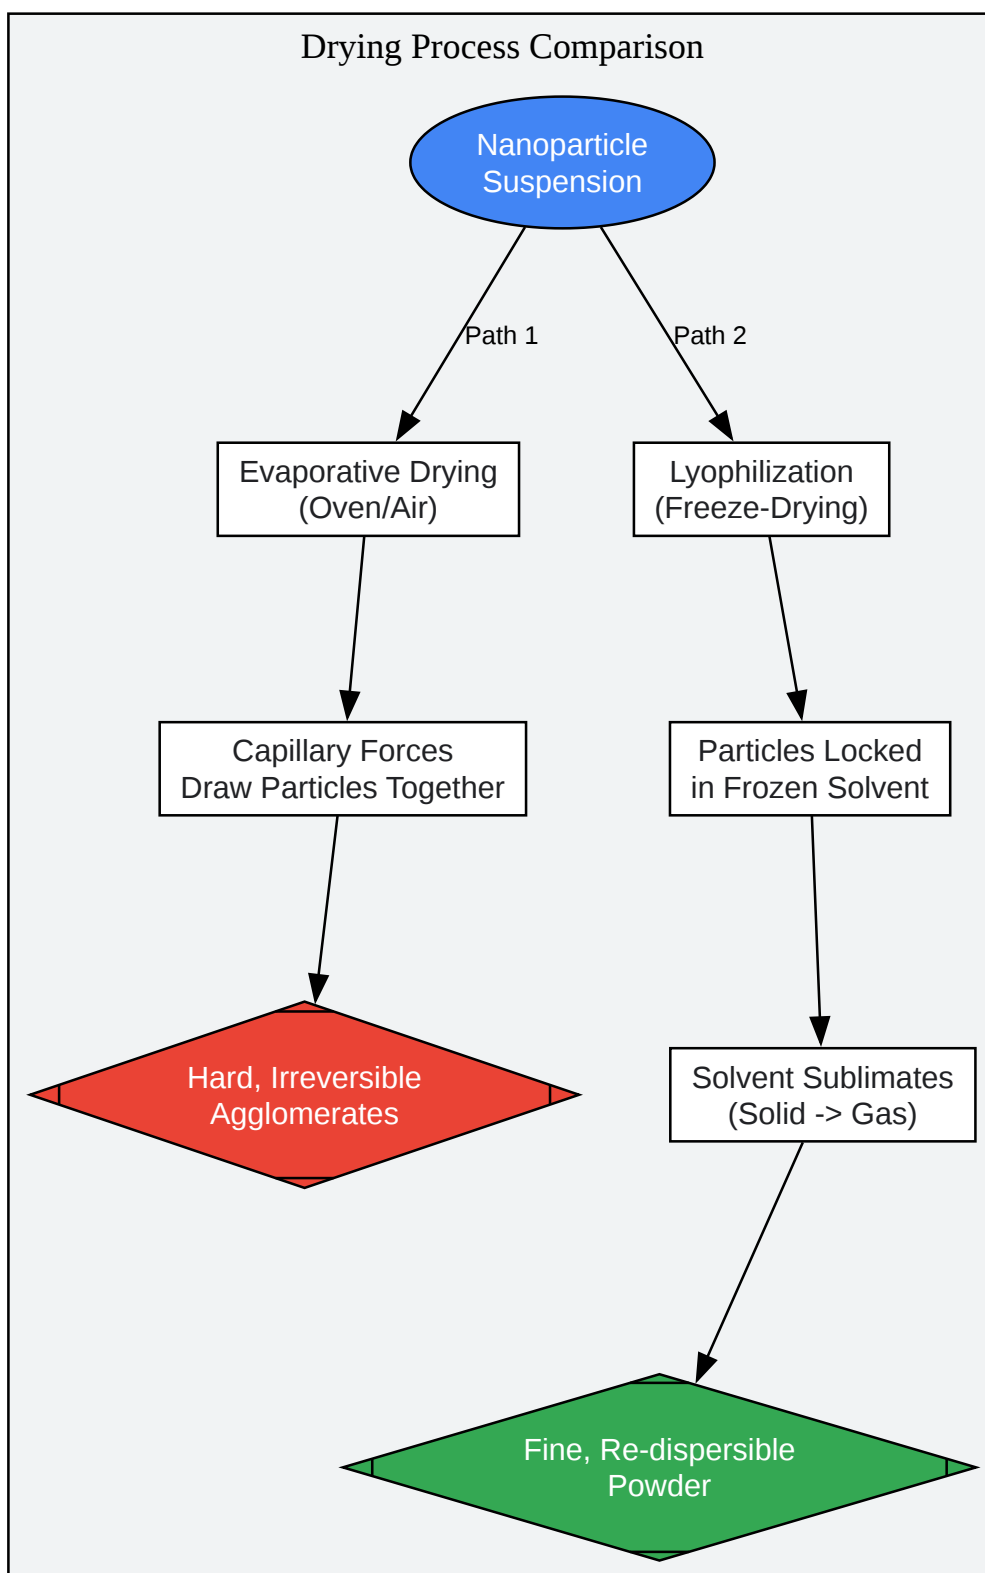 Drying Process Comparison
Nanoparticle
Suspension
Path 1
Path 2
Evaporative Drying
(Oven/Air)
Lyophilization
(Freeze-Drying)
Capillary Forces
Draw Particles Together
Particles Locked
in Frozen Solvent
Hard, Irreversible
Agglomerates
Solvent Sublimates
(Solid -> Gas)
Fine, Re-dispersible
Powder